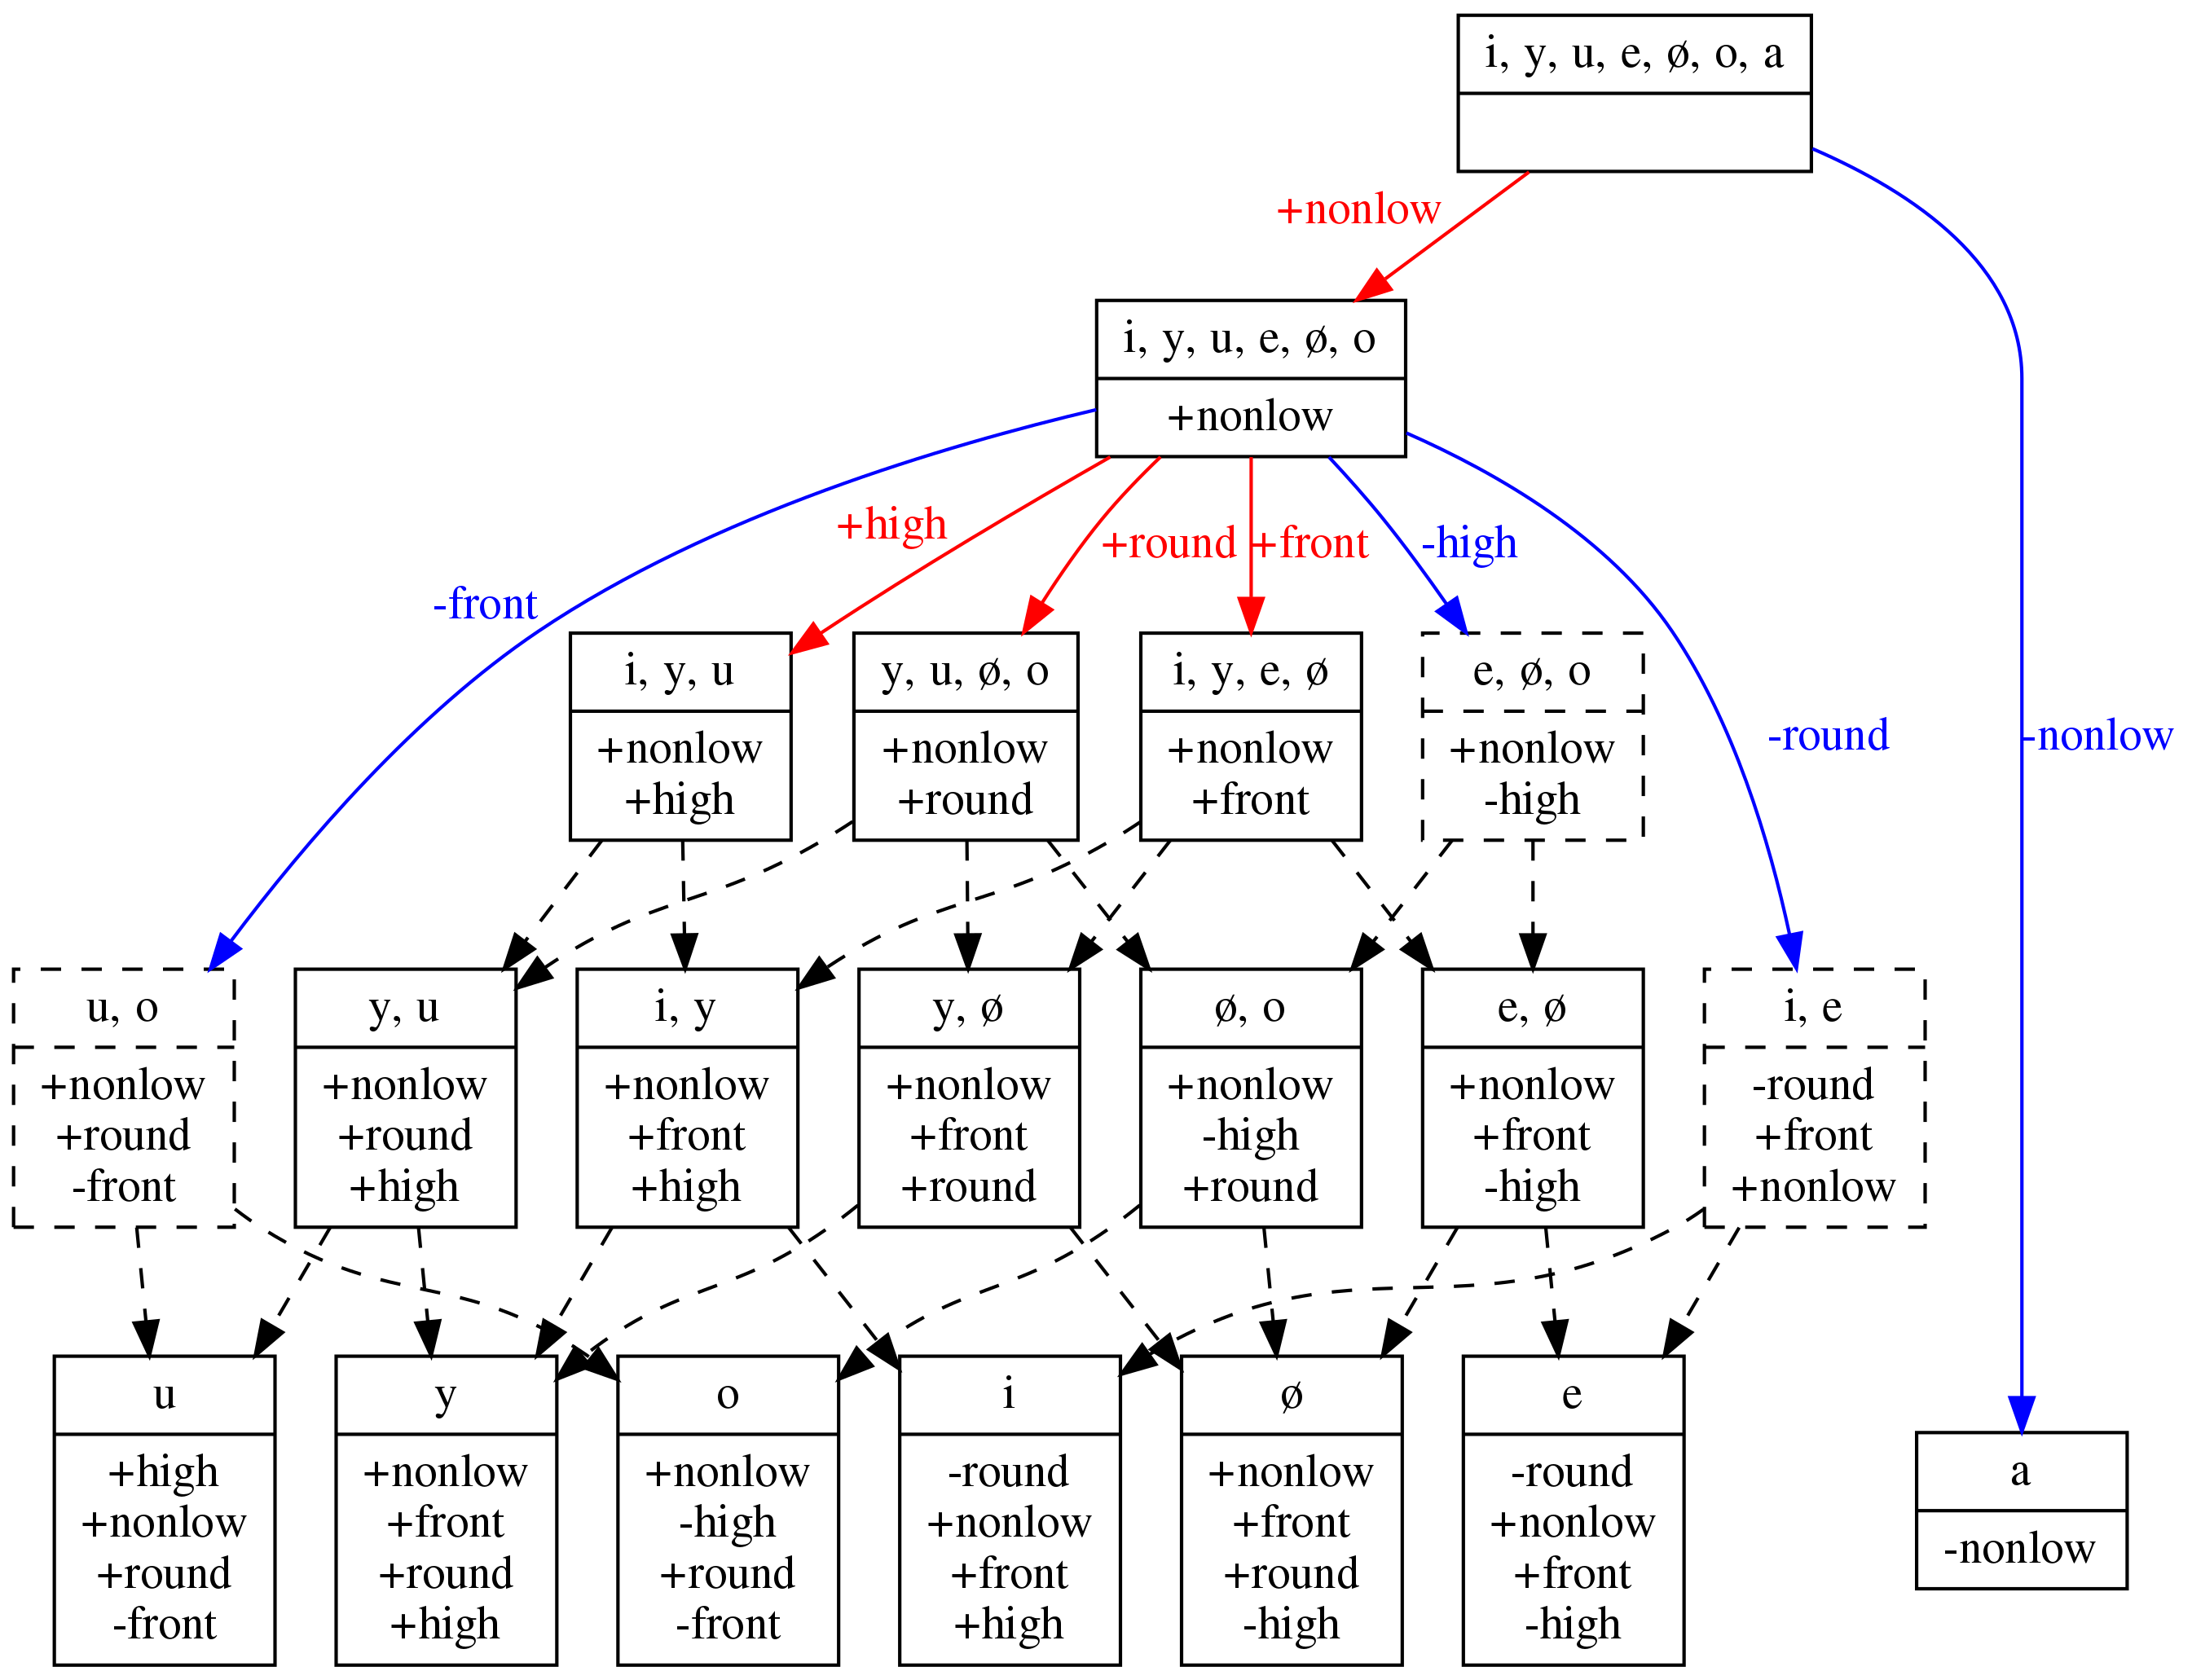 i, y, u, e, ø, o, a
+nonlow
i, y, u, e, ø, o
+nonlow
-front
+high
+round
+front
-high
-round
-nonlow
i, y, u
+nonlow
+high
y, u, ø, o
+nonlow
+round
i, y, e, ø
+nonlow
+front
e, ø, o
+nonlow
-high
u, o
+nonlow
+round
-front
y, u
+nonlow
+round
+high
i, y
+nonlow
+front
+high
y, ø
+nonlow
+front
+round
ø, o
+nonlow
-high
+round
e, ø
+nonlow
+front
-high
i, e
-round
+front
+nonlow
u
+high
+nonlow
+round
-front
y
+nonlow
+front
+round
+high
o
+nonlow
-high
+round
-front
i
-round
+nonlow
+front
+high
ø
+nonlow
+front
+round
-high
e
-round
+nonlow
+front
-high
a
-nonlow